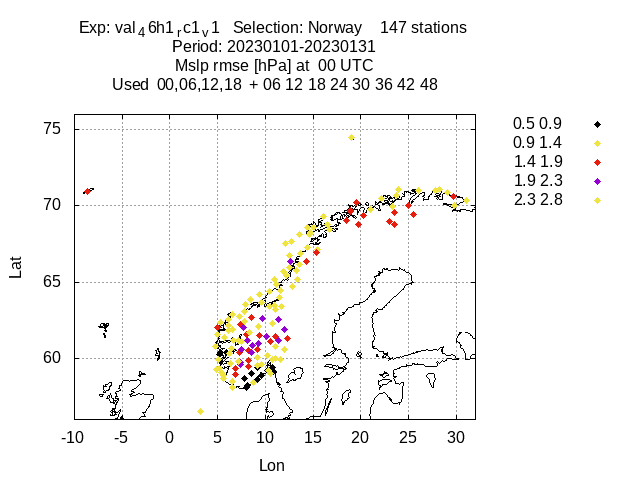 Exp: val46h1rc1v1 Selection: Norway 147 stations
Period: 20230101-20230131
Mslp rmse [hPa] at 00 UTC
Used 00,06,12,18 + 06 12 18 24 30 36 42 48
0.5 0.9
0.9 1.4
1.4 1.9
1.9 2.3
2.3 2.8
75
70
65
60
Lat
-10 -5 0 5 10 15 20 25 30
Lon